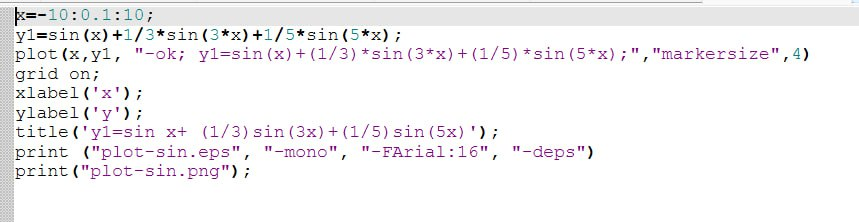 x=-10:0.1:10;
y1=sin(x)+1/3*sin(3*x)+1/5*sin(5*x);
plot(x,y1, "-ok; y1=sin(x)+(1/3)*sin(3*x)+(1/5)*sin(5*x);","markersize",4)
grid on;
xlabel('x');
ylabel('y');
title('y1=sin x+ (1/3)sin(3x)+(1/5)sin(5x)');
print ("plot-sin.eps", "-mono", "-FArial:16", "-deps")
print("plot-sin.png");